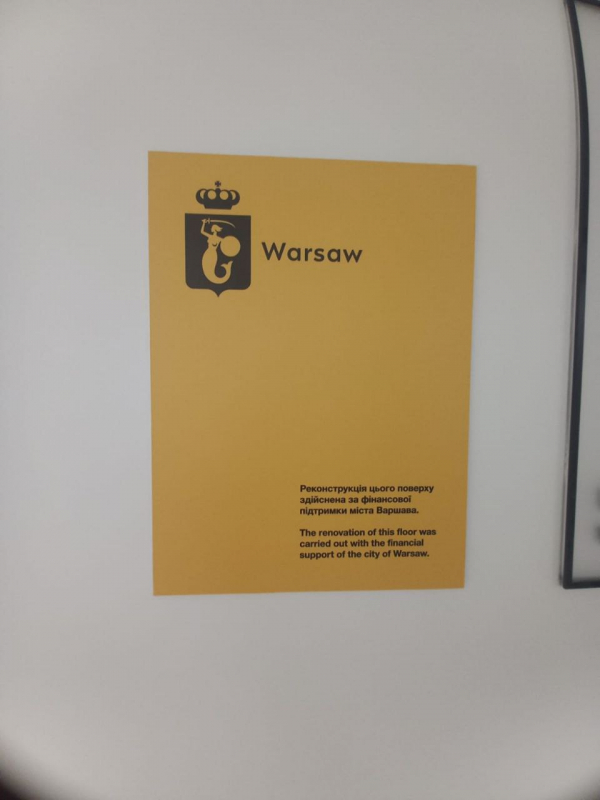 Warsaw
Реконструкція цього поверху
здійснена за фінансової
підтримки міста Варшава.
The renovation of this floor was
carried out with the financial
support of the city of Warsaw.